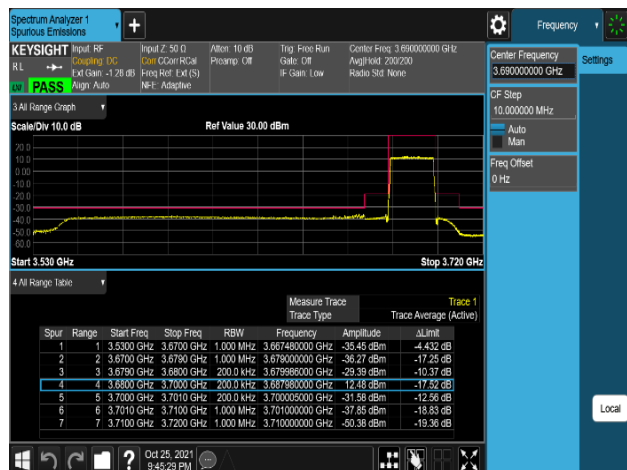 Spectrum Analyzer 1
Spurious Emissions
Frequency
KEYSIGHT Input: RF Input Z: 50 Ω Atten: 10 dB Trig: Free Run Center Freq: 3.690000000 GHz
RL Coupling: DC Corr CCorr RCal Preamp: Off Gate: Off Avg|Hold: 200/200
Ext Gain: -1.28 dB Freq Ref: Ext (S) IF Gain: Low Radio Std: None
PASS Align: Auto NFE: Adaptive
Center Frequency
3.690000000 GHz
Settings
CF Step
10.000000 MHz
Auto
Man
Freq Offset
0 Hz
3 All Range Graph
Scale/Div 10.0 dB Ref Value 30.00 dBm
20.0
10.0
0.00
-10.0
-20.0
-30.0
-40.0
-50.0
-60.0
Start 3.530 GHz Stop 3.720 GHz
4 All Range Table
Measure Trace Trace 1
Trace Type Trace Average (Active)
Spur Range Start Freq Stop Freq RBW Frequency Amplitude ΔLimit
1 1 3.5300 GHz 3.6700 GHz 1.000 MHz 3.667480000 GHz -35.45 dBm -4.432 dB
2 2 3.6700 GHz 3.6790 GHz 1.000 MHz 3.679000000 GHz -36.27 dBm -17.25 dB
3 3 3.6790 GHz 3.6800 GHz 200.0 kHz 3.679986000 GHz -29.39 dBm -10.37 dB
4 4 3.6800 GHz 3.7000 GHz 200.0 kHz 3.687980000 GHz 12.48 dBm -17.52 dB
5 5 3.7000 GHz 3.7010 GHz 200.0 kHz 3.700005000 GHz -31.58 dBm -12.56 dB
6 6 3.7010 GHz 3.7100 GHz 1.000 MHz 3.701000000 GHz -37.85 dBm -18.83 dB
7 7 3.7100 GHz 3.7200 GHz 1.000 MHz 3.710000000 GHz -50.38 dBm -19.36 dB
Local
Oct 25, 2021
9:45:29 PM